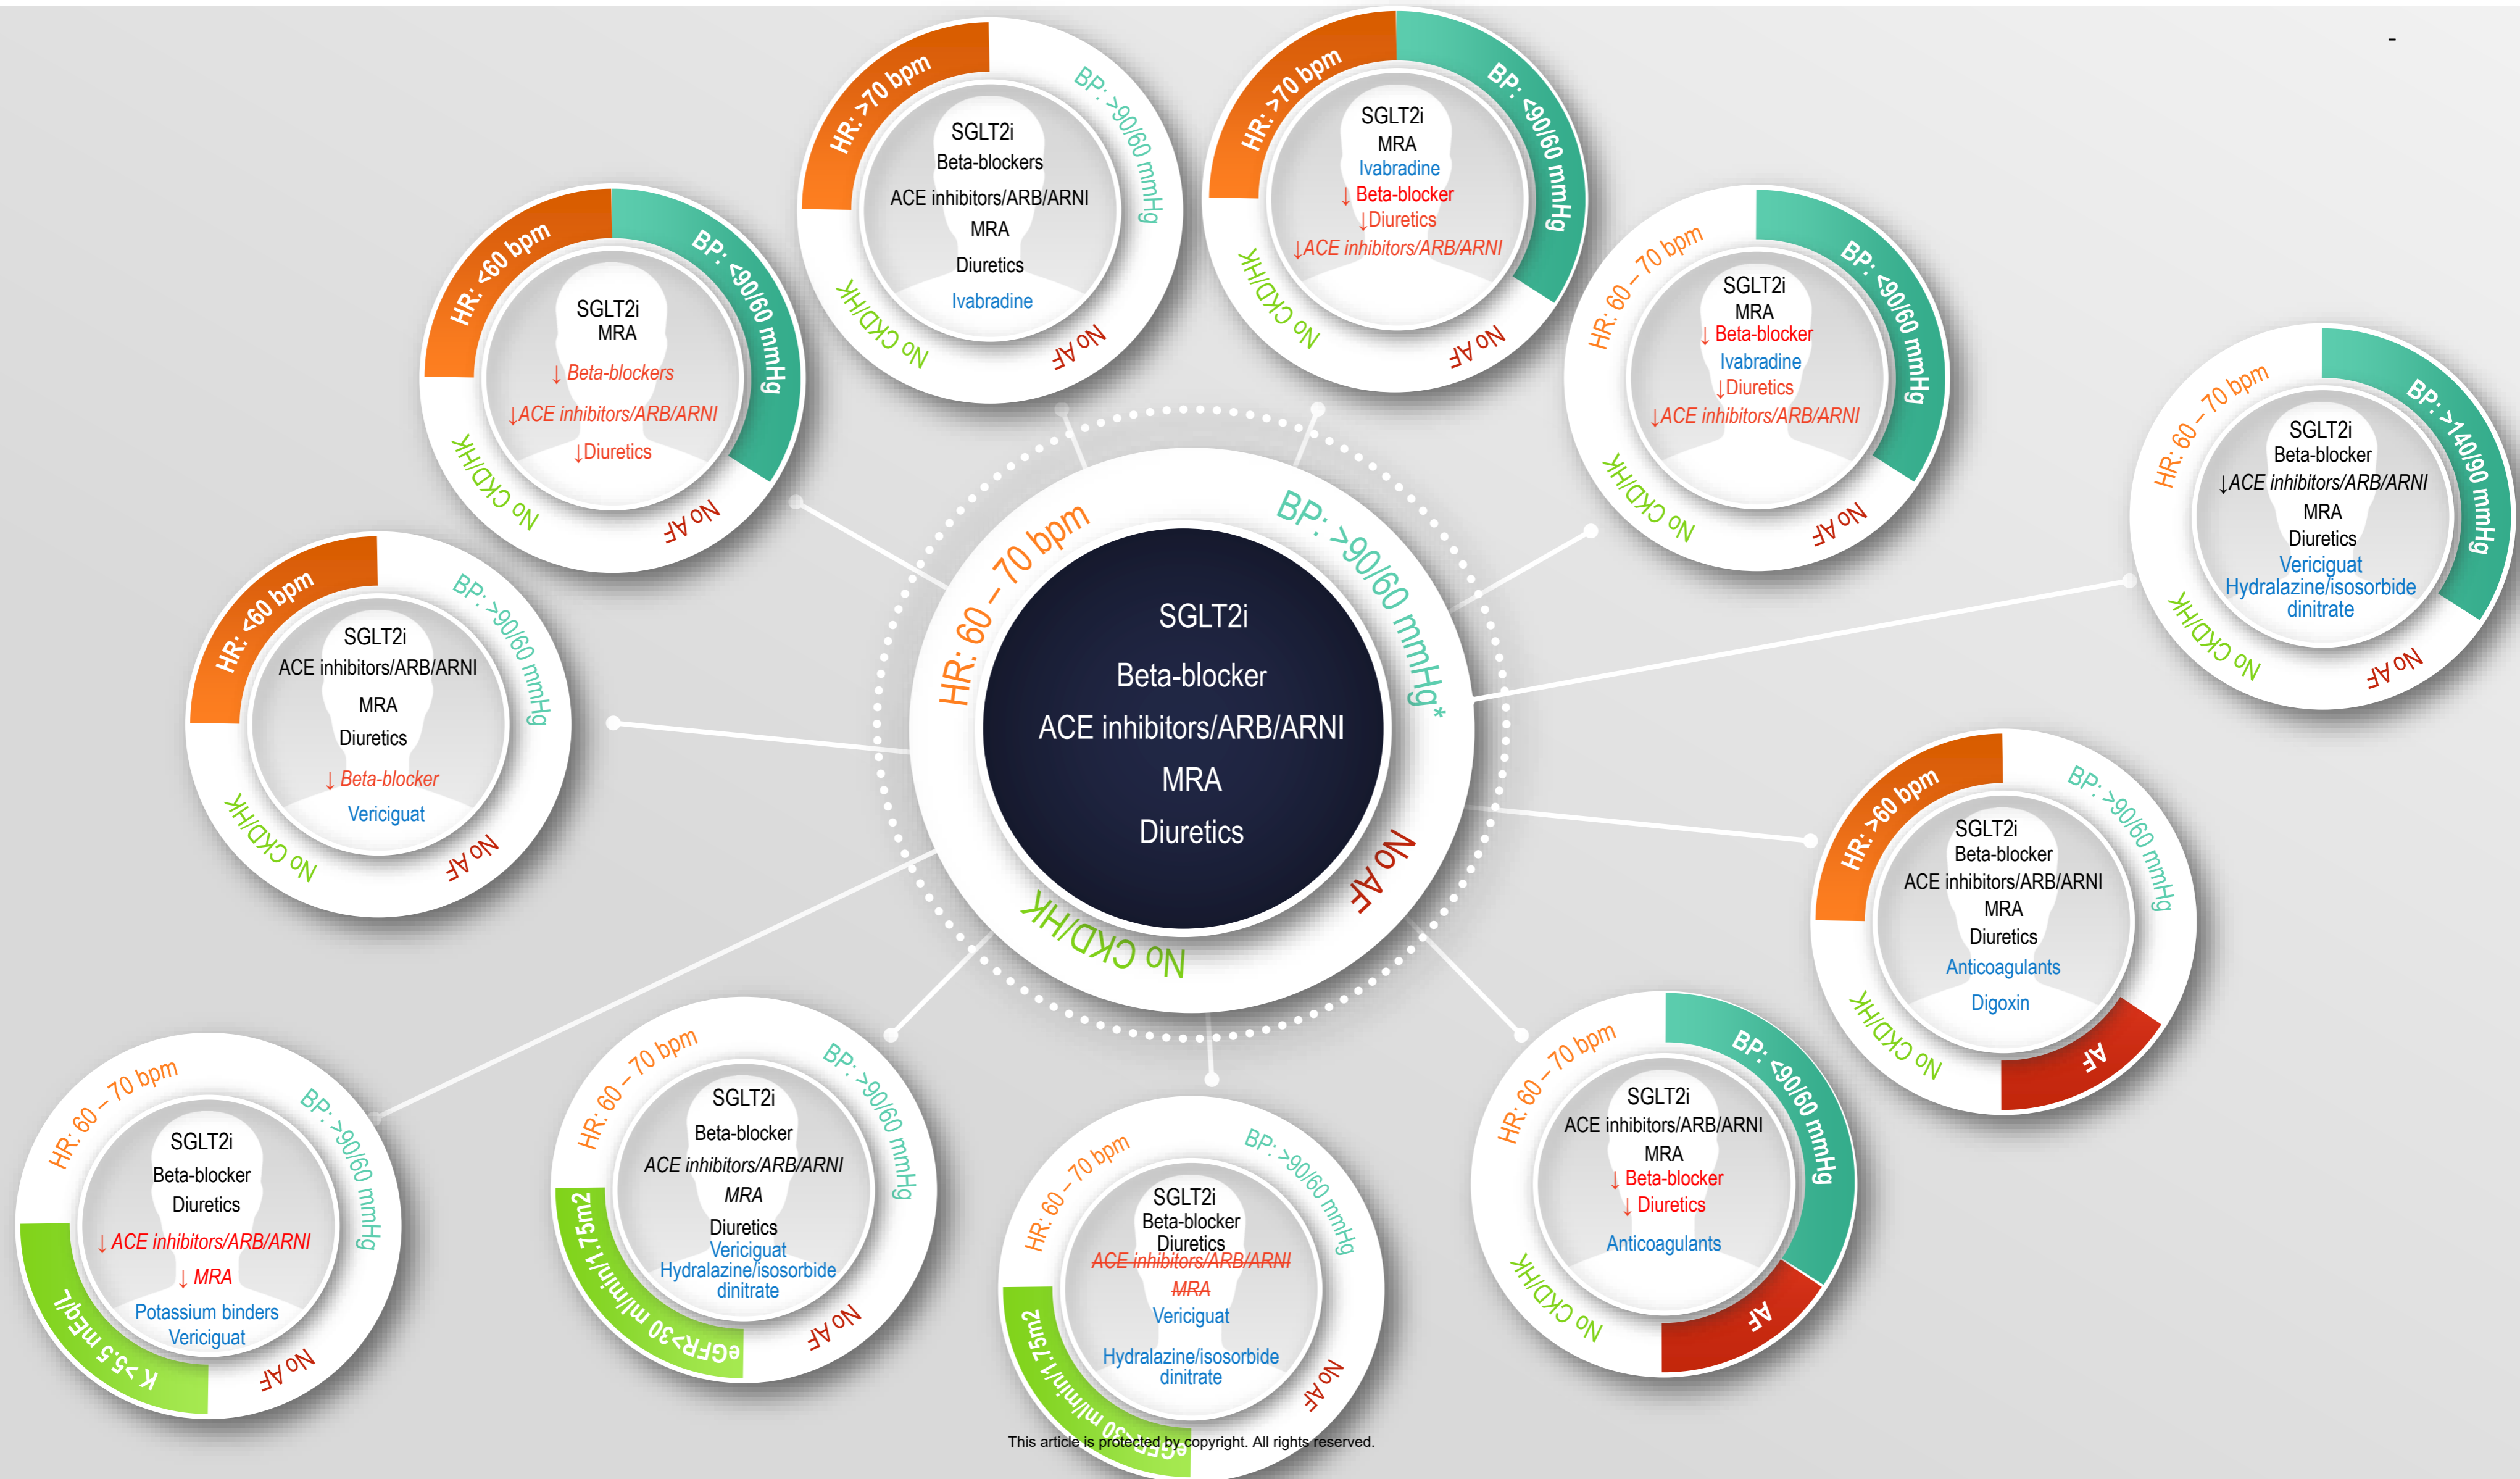 -
HR: >70 bpm
BP: >90/60 mmHg
SGLT2i
Beta-blockers
ACE inhibitors/ARB/ARNI
MRA
Diuretics
Ivabradine
No CKD/HK
No AF
HR: >70 bpm
BP: <90/60 mmHg
SGLT2i
MRA
Ivabradine
↓ Beta-blocker
↓Diuretics
↓ACE inhibitors/ARB/ARNI
No CKD/HK
No AF
HR: <60 bpm
BP: <90/60 mmHg
SGLT2i
MRA
↓ Beta-blockers
↓ACE inhibitors/ARB/ARNI
↓Diuretics
No CKD/HK
No AF
HR: 60 – 70 bpm
BP: <90/60 mmHg
SGLT2i
MRA
↓ Beta-blocker
Ivabradine
↓Diuretics
↓ACE inhibitors/ARB/ARNI
No CKD/HK
No AF
HR: 60 – 70 bpm
BP: >140/90 mmHg
SGLT2i
Beta-blocker
↓ACE inhibitors/ARB/ARNI
MRA
Diuretics
Vericiguat
Hydralazine/isosorbide
dinitrate
No CKD/HK
No AF
HR: <60 bpm
BP: >90/60 mmHg
SGLT2i
ACE inhibitors/ARB/ARNI
MRA
Diuretics
↓ Beta-blocker
Vericiguat
No CKD/HK
No AF
HR: 60 – 70 bpm
BP: >90/60 mmHg*
SGLT2i
Beta-blocker
ACE inhibitors/ARB/ARNI
MRA
Diuretics
No CKD/HK
No AF
HR: >60 bpm
BP: >90/60 mmHg
SGLT2i
Beta-blocker
ACE inhibitors/ARB/ARNI
MRA
Diuretics
Anticoagulants
Digoxin
No CKD/HK
AF
HR: 60 – 70 bpm
BP: >90/60 mmHg
SGLT2i
Beta-blocker
Diuretics
↓ ACE inhibitors/ARB/ARNI
↓ MRA
Potassium binders
Vericiguat
K >5.5 mEq/L
No AF
HR: 60 – 70 bpm
BP: >90/60 mmHg
SGLT2i
Beta-blocker
ACE inhibitors/ARB/ARNI
MRA
Diuretics
Vericiguat
Hydralazine/isosorbide
dinitrate
eGFR>30 ml/min/1.75m2
No AF
HR: 60 – 70 bpm
BP: >90/60 mmHg
SGLT2i
Beta-blocker
Diuretics
ACE inhibitors/ARB/ARNI
MRA
Vericiguat
Hydralazine/isosorbide
dinitrate
eGFR<30 ml/min/1.75m2
No AF
HR: 60 – 70 bpm
BP: <90/60 mmHg
SGLT2i
ACE inhibitors/ARB/ARNI
MRA
↓ Beta-blocker
↓ Diuretics
Anticoagulants
No CKD/HK
AF
This article is protected by copyright. All rights reserved.